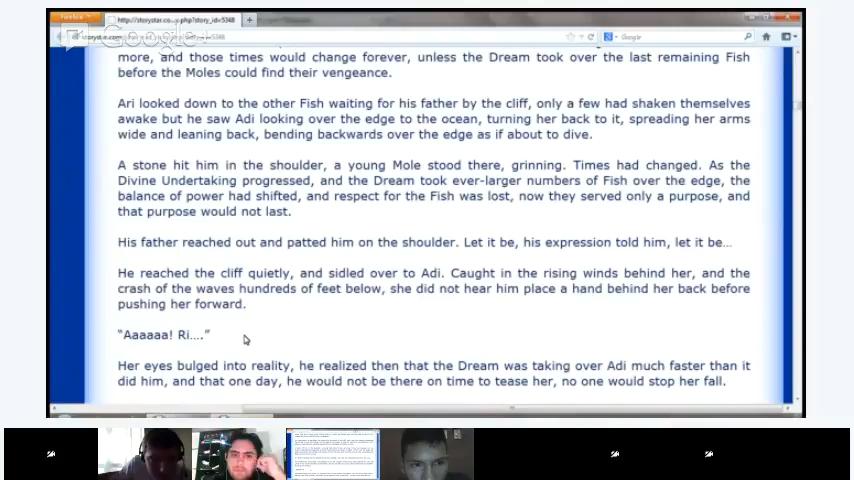 Firefox
http://storystar.co...y.php?story_id=5348
Google+
Google
more, and those times would change forever, unless the Dream took over the last remaining Fish
before the Moles could find their vengeance.
Ari looked down to the other Fish waiting for his father by the cliff, only a few had shaken themselves
awake but he saw Adi looking over the edge to the ocean, turning her back to it, spreading her arms
wide and leaning back, bending backwards over the edge as if about to dive.
A stone hit him in the shoulder, a young Mole stood there, grinning. Times had changed. As the
Divine Undertaking progressed, and the Dream took ever-larger numbers of Fish over the edge, the
balance of power had shifted, and respect for the Fish was lost, now they served only a purpose, and
that purpose would not last.
His father reached out and patted him on the shoulder. Let it be, his expression told him, let it be…
He reached the cliff quietly, and sidled over to Adi. Caught in the rising winds behind her, and the
crash of the waves hundreds of feet below, she did not hear him place a hand behind her back before
pushing her forward.
“Aaaaaa! Ri….”
Her eyes bulged into reality, he realized then that the Dream was taking over Adi much faster than it
did him, and that one day, he would not be there on time to tease her, no one would stop her fall.